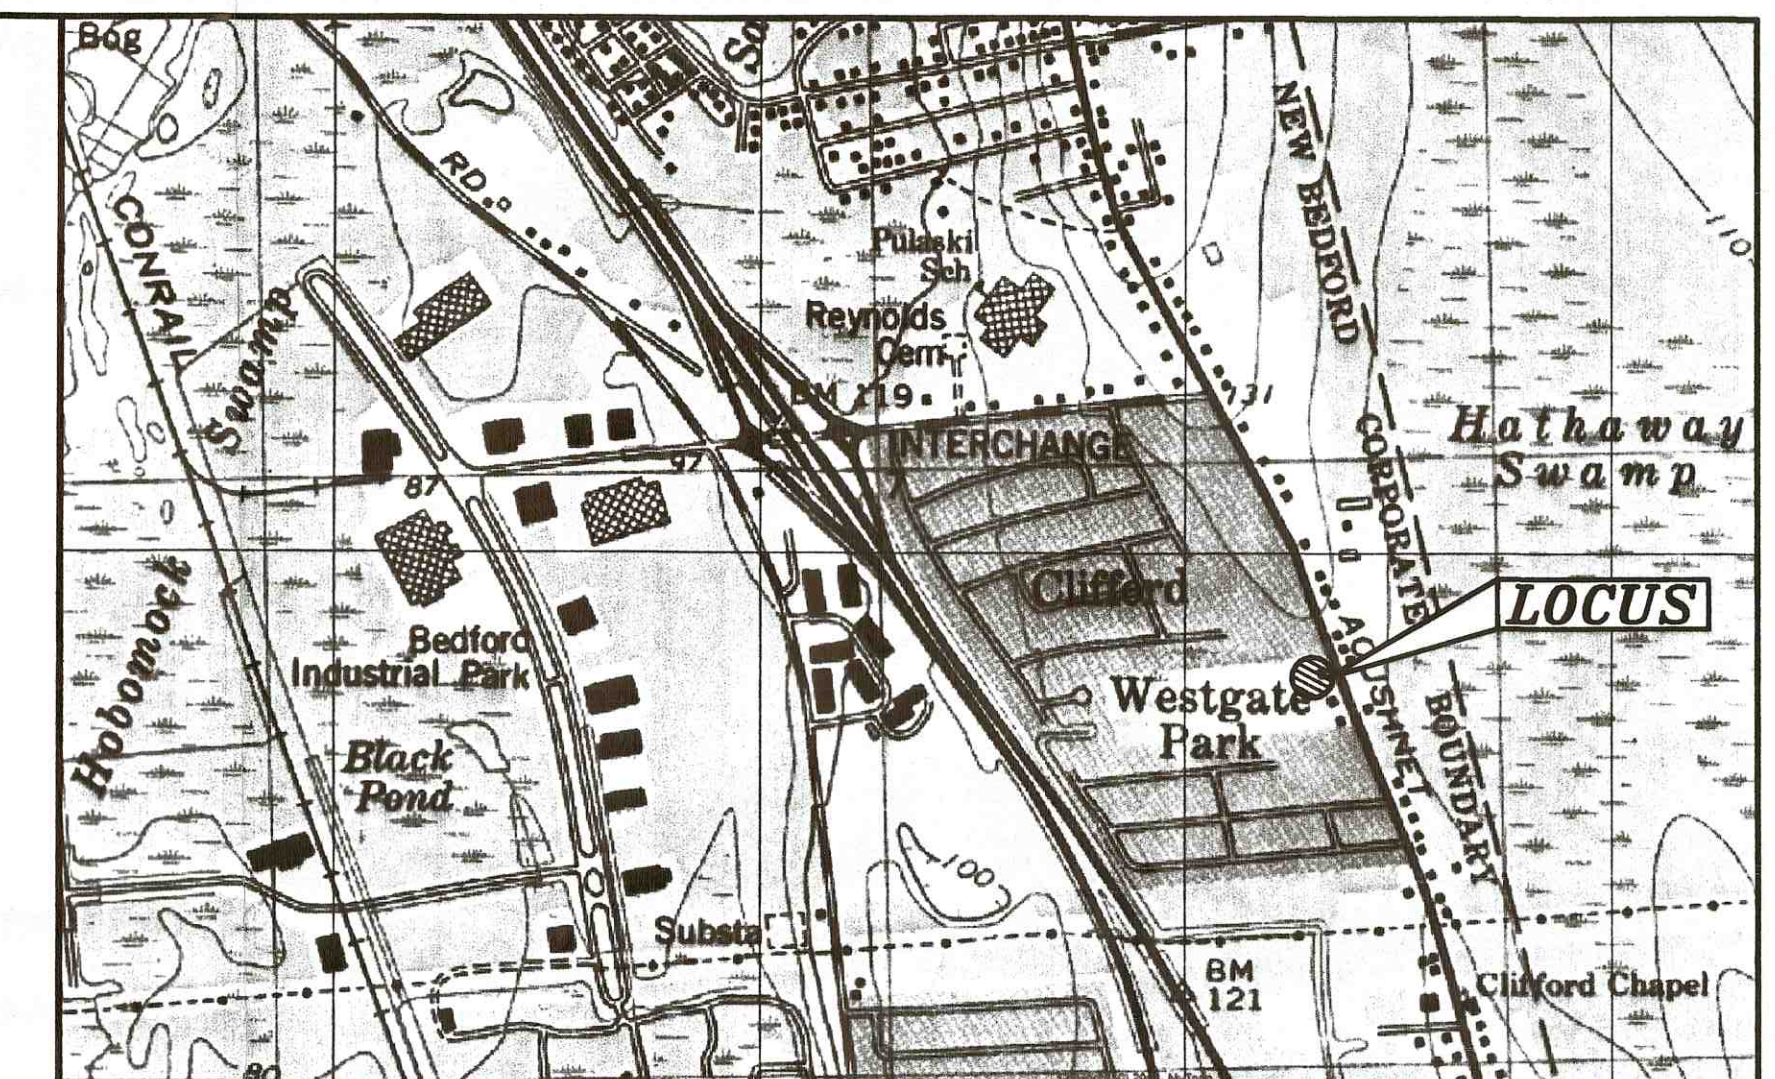 Bog
RD
CONRAIL
NEW BEDFORD
110
Pulaski
Sch
Reynolds
Cem
Swamp
BM 119
131
INTERCHANGE
Hathaway
Swamp
CORPORATE
97
87
Clifford
LOCUS
Hobomock
Bedford
Industrial Park
ACUSHNET
Westgate
Park
BOUNDARY
Black
Pond
100
Substa
BM
121
Clifford Chapel
80